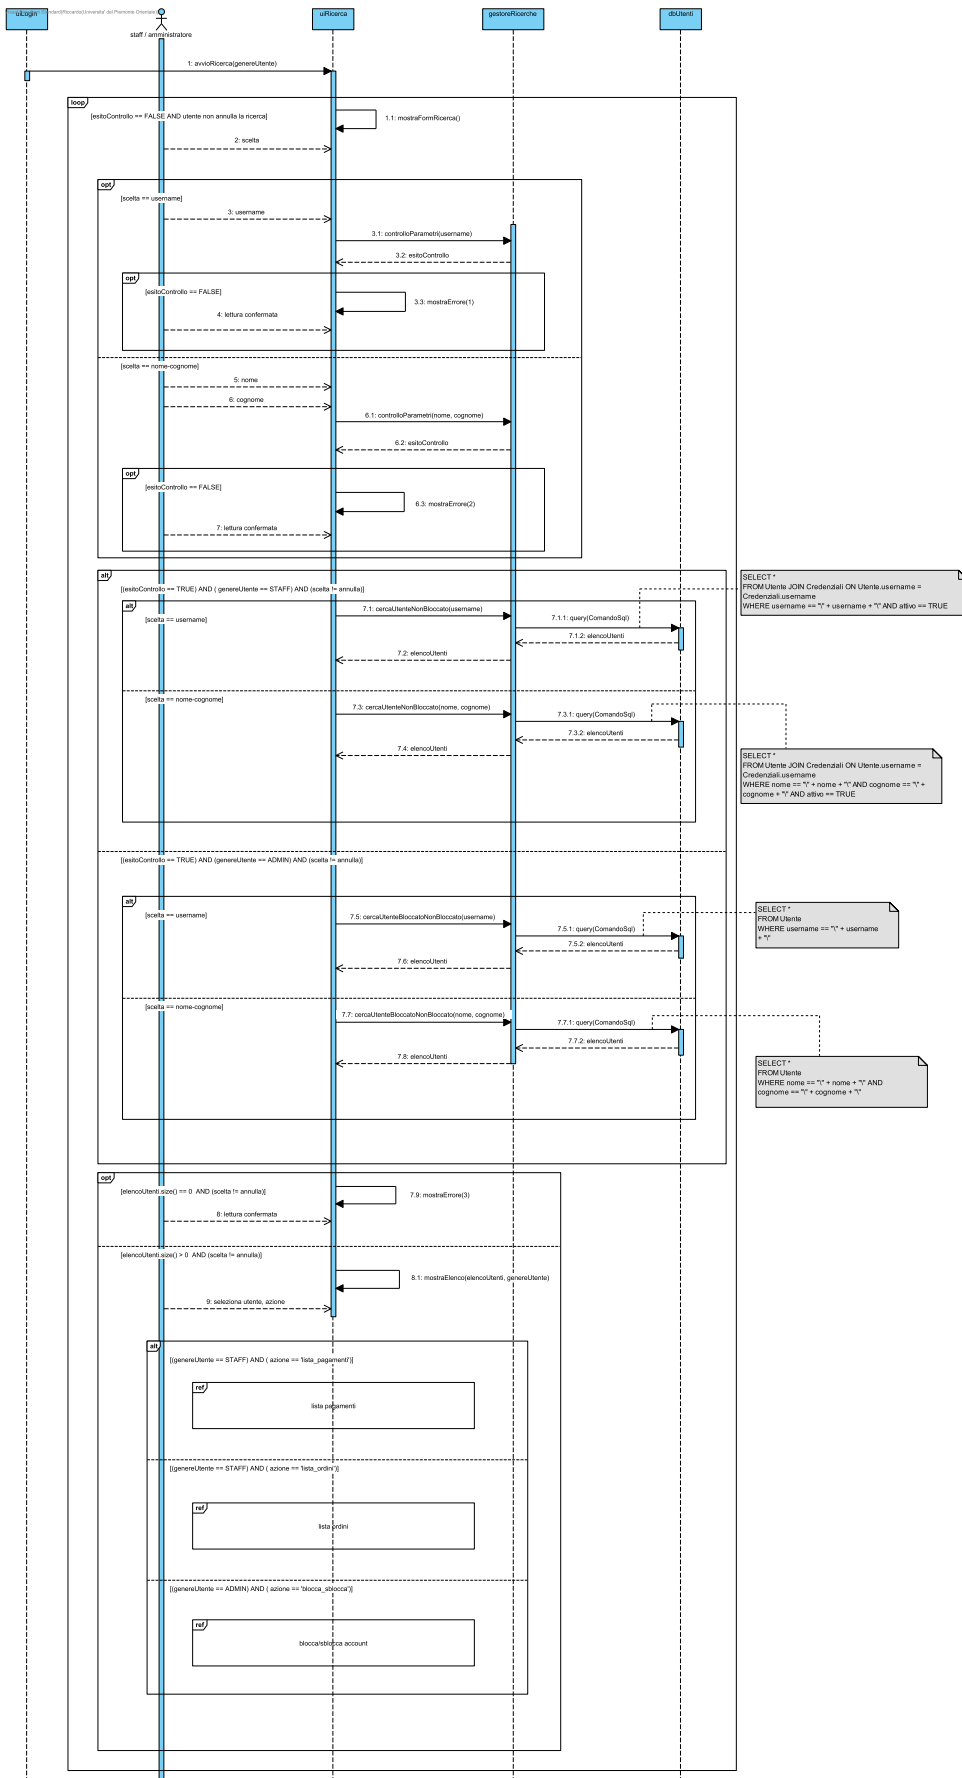 uiLogin
uiRicerca
gestoreRicerche
dbUtenti
staff / amministratore
1: avvioRicerca(genereUtente)
loop
[esitoControllo == FALSE AND utente non annulla la ricerca]
1.1: mostraFormRicerca()
2: scelta
opt
[scelta == username]
3: username
3.1: controlloParametri(username)
3.2: esitoControllo
opt
[esitoControllo == FALSE]
3.3: mostraErrore(1)
4: lettura confermata
[scelta == nome-cognome]
5: nome
6: cognome
6.1: controlloParametri(nome, cognome)
6.2: esitoControllo
opt
[esitoControllo == FALSE]
6.3: mostraErrore(2)
7: lettura confermata
alt
[(esitoControllo == TRUE) AND ( genereUtente == STAFF) AND (scelta != annulla)]
SELECT *
FROM Utente JOIN Credenziali ON Utente.username =
Credenziali.username
WHERE username == "\" + username + "\" AND attivo == TRUE
alt
[scelta == username]
7.1: cercaUtenteNonBloccato(username)
7.1.1: query(ComandoSql)
7.1.2: elencoUtenti
7.2: elencoUtenti
[scelta == nome-cognome]
7.3: cercaUtenteNonBloccato(nome, cognome)
7.3.1: query(ComandoSql)
7.3.2: elencoUtenti
7.4: elencoUtenti
SELECT *
FROM Utente JOIN Credenziali ON Utente.username =
Credenziali.username
WHERE nome == "\" + nome + "\" AND cognome == "\" +
cognome + "\" AND attivo == TRUE
[(esitoControllo == TRUE) AND (genereUtente == ADMIN) AND (scelta != annulla)]
alt
[scelta == username]
7.5: cercaUtenteBloccatoNonBloccato(username)
7.5.1: query(ComandoSql)
7.5.2: elencoUtenti
7.6: elencoUtenti
SELECT *
FROM Utente
WHERE username == "\" + username
+ "\"
[scelta == nome-cognome]
7.7: cercaUtenteBloccatoNonBloccato(nome, cognome)
7.7.1: query(ComandoSql)
7.7.2: elencoUtenti
7.8: elencoUtenti
SELECT *
FROM Utente
WHERE nome == "\" + nome + "\" AND
cognome == "\" + cognome + "\"
opt
[elencoUtenti.size() == 0 AND (scelta != annulla)]
7.9: mostraErrore(3)
8: lettura confermata
[elencoUtenti.size() > 0 AND (scelta != annulla)]
8.1: mostraElenco(elencoUtenti, genereUtente)
9: seleziona utente, azione
alt
[(genereUtente == STAFF) AND ( azione == 'lista_pagamenti')]
ref
lista pagamenti
[(genereUtente == STAFF) AND ( azione == 'lista_ordini')]
ref
lista ordini
[(genereUtente == ADMIN) AND ( azione == 'blocca_sblocca')]
ref
blocca/sblocca account